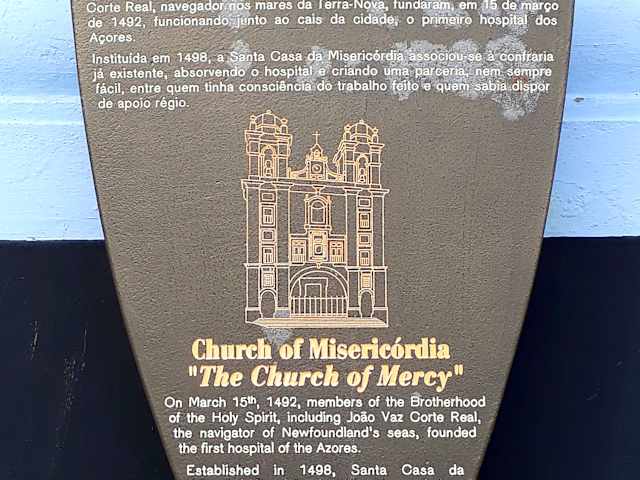 Corte Real, navegador nos mares da Terra-Nova, fundaram, em 15 de março
de 1492, funcionando junto ao cais da cidade, o primeiro hospital dos
Açores.
Instituída em 1498, a Santa Casa da Misericórdia associou-se à confraria
já existente, absorvendo o hospital e criando uma parceria, nem sempre
fácil, entre quem tinha consciência do trabalho feito e quem sabia dispor
de apoio régio.
Church of Misericórdia
"The Church of Mercy"
On March 15th, 1492, members of the Brotherhood
of the Holy Spirit, including João Vaz Corte Real,
the navigator of Newfoundland's seas, founded
the first hospital of the Azores.
Established in 1498, Santa Casa da